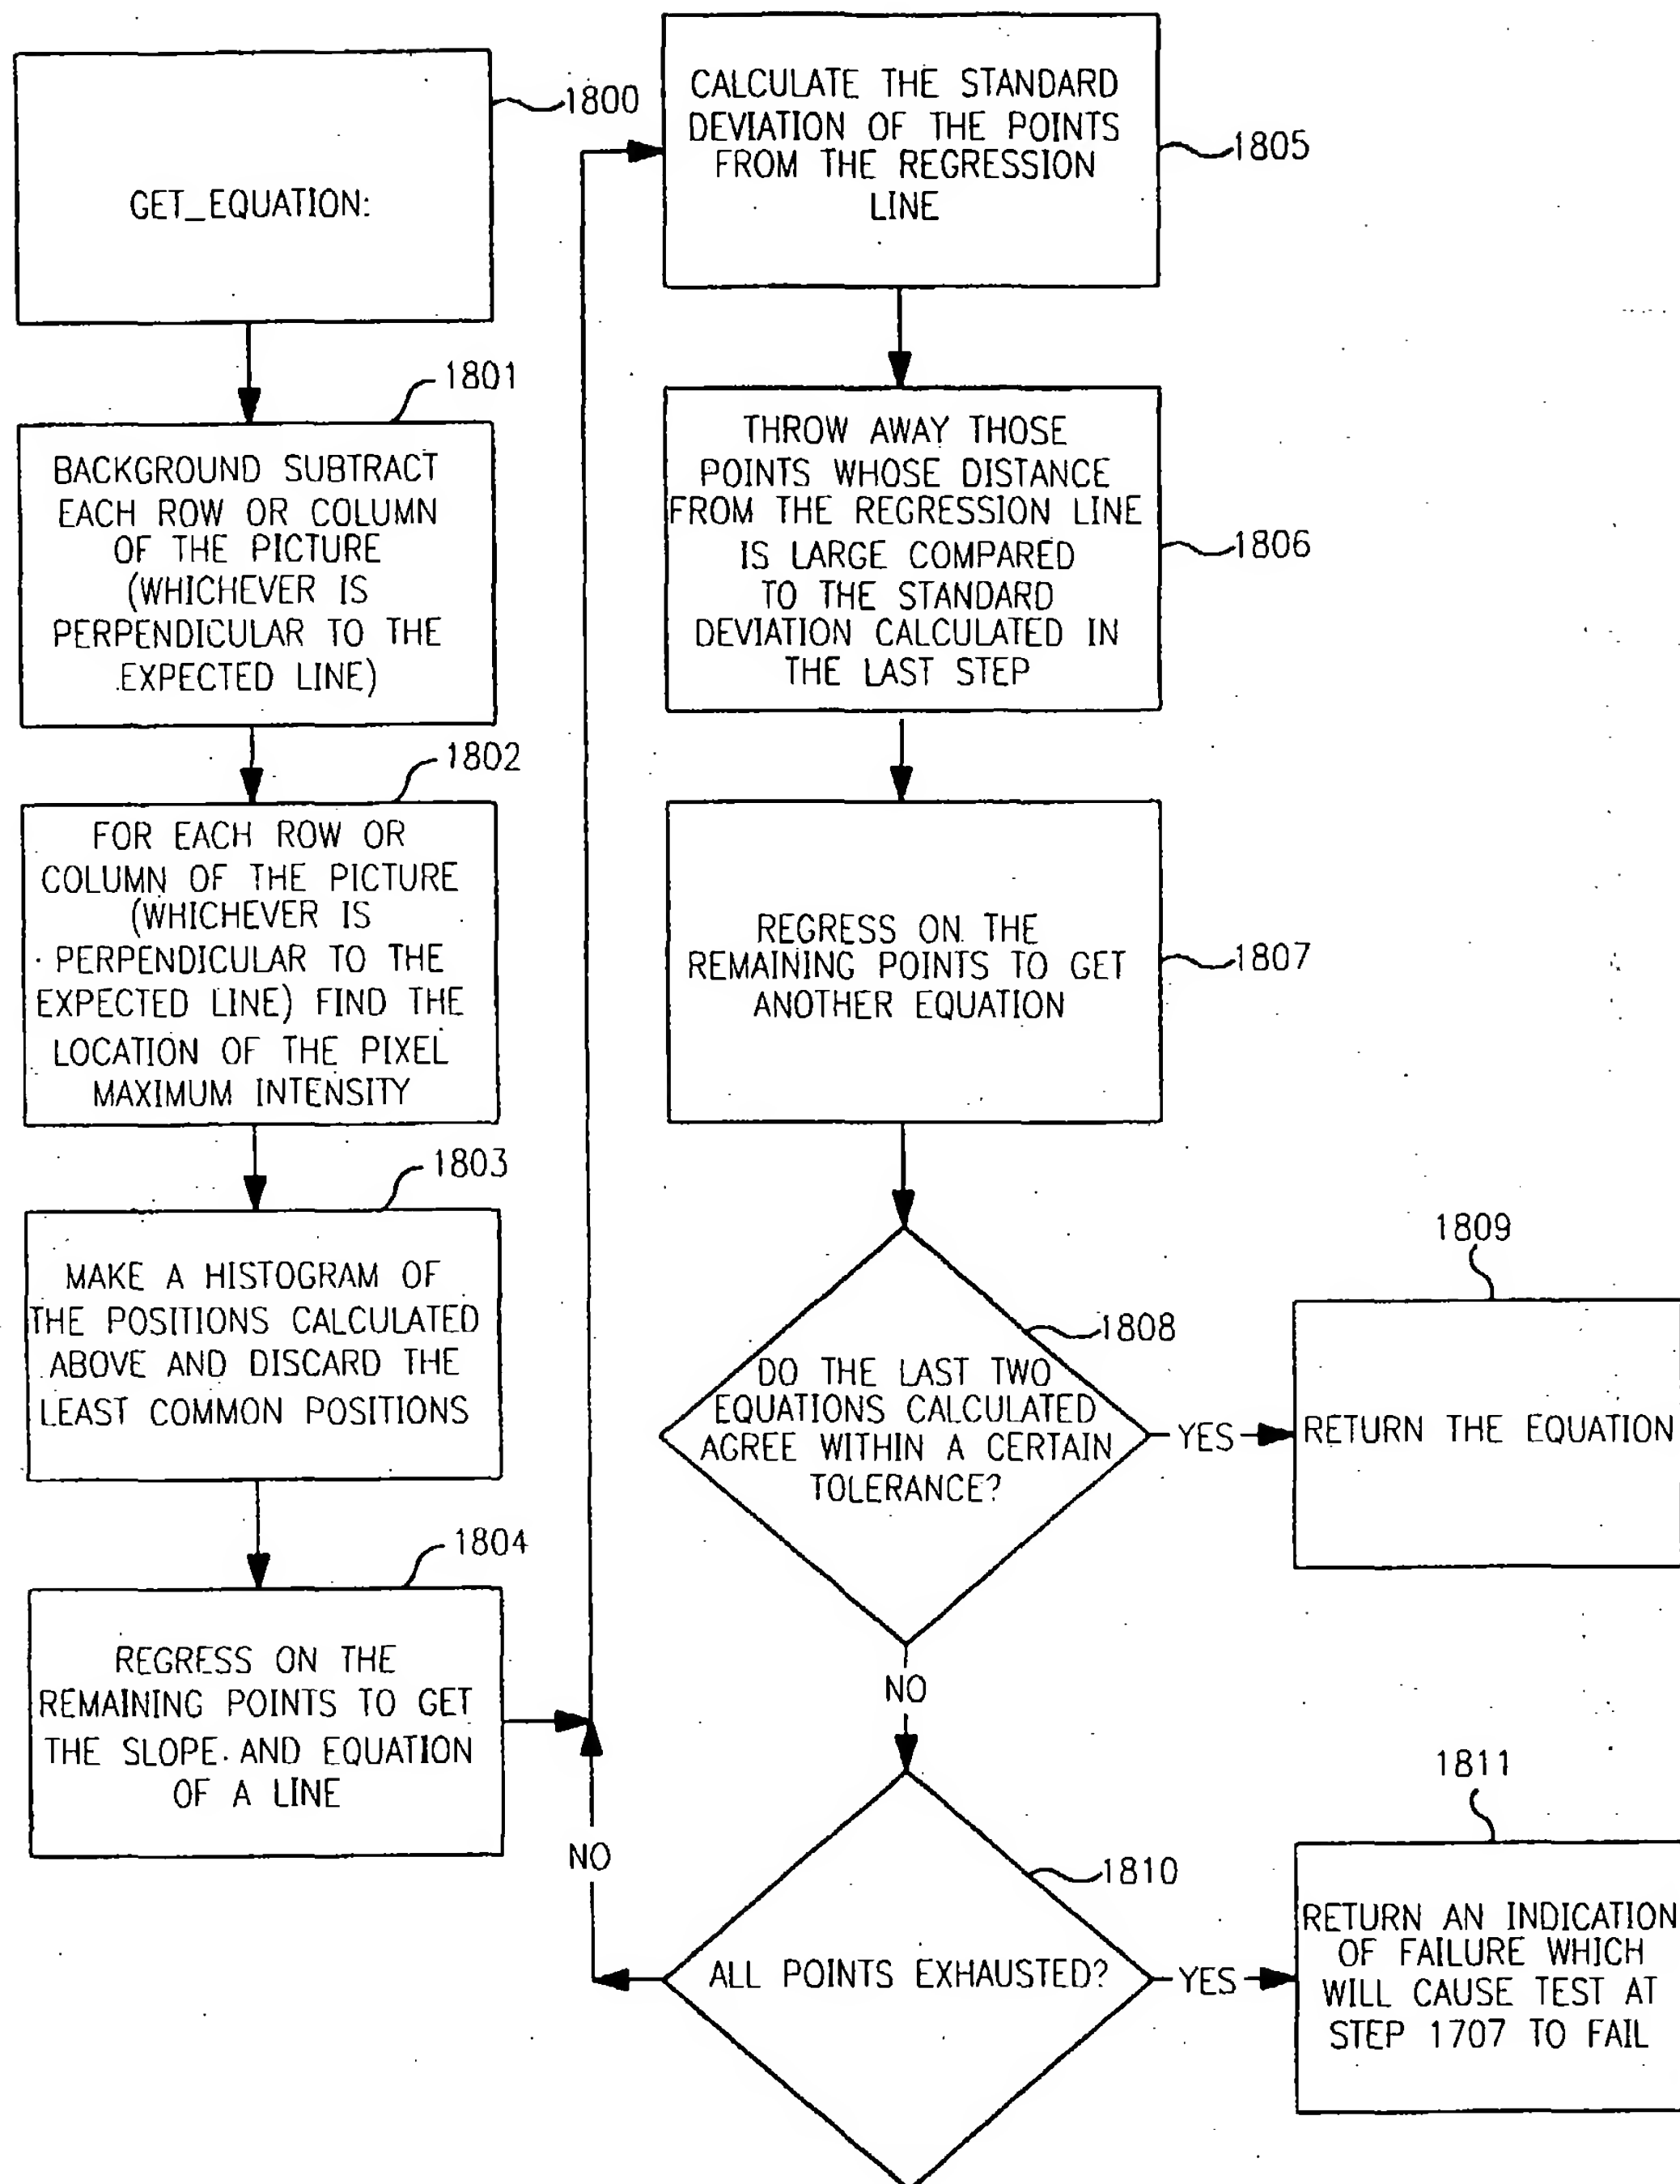 GET_EQUATION:
1800
1801
BACKGROUND SUBTRACT
EACH ROW OR COLUMN
OF THE PICTURE
(WHICHEVER IS
PERPENDICULAR TO THE
EXPECTED LINE)
1802
FOR EACH ROW OR
COLUMN OF THE PICTURE
(WHICHEVER IS
PERPENDICULAR TO THE
EXPECTED LINE) FIND THE
LOCATION OF THE PIXEL
MAXIMUM INTENSITY
1803
MAKE A HISTOGRAM OF
THE POSITIONS CALCULATED
ABOVE AND DISCARD THE
LEAST COMMON POSITIONS
1804
REGRESS ON THE
REMAINING POINTS TO GET
THE SLOPE AND EQUATION
OF A LINE
CALCULATE THE STANDARD
DEVIATION OF THE POINTS
FROM THE REGRESSION
LINE
1805
THROW AWAY THOSE
POINTS WHOSE DISTANCE
FROM THE REGRESSION LINE
IS LARGE COMPARED
TO THE STANDARD
DEVIATION CALCULATED IN
THE LAST STEP
1806
REGRESS ON THE
REMAINING POINTS TO GET
ANOTHER EQUATION
1807
1808
DO THE LAST TWO
EQUATIONS CALCULATED
AGREE WITHIN A CERTAIN
TOLERANCE?
YES
1809
RETURN THE EQUATION
NO
1810
ALL POINTS EXHAUSTED?
NO
YES
1811
RETURN AN INDICATION
OF FAILURE WHICH
WILL CAUSE TEST AT
STEP 1707 TO FAIL